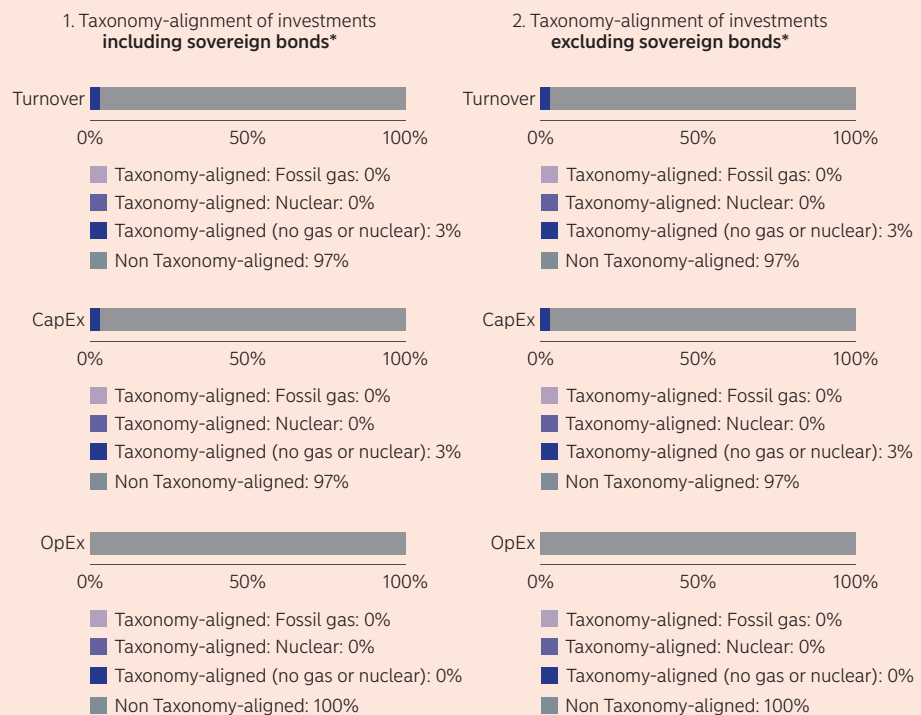 1. Taxonomy-alignment of investments
including sovereign bonds*
Turnover
0% 50% 100%
Taxonomy-aligned: Fossil gas: 0%
Taxonomy-aligned: Nuclear: 0%
Taxonomy-aligned (no gas or nuclear): 3%
Non Taxonomy-aligned: 97%
CapEx
0% 50% 100%
Taxonomy-aligned: Fossil gas: 0%
Taxonomy-aligned: Nuclear: 0%
Taxonomy-aligned (no gas or nuclear): 3%
Non Taxonomy-aligned: 97%
OpEx
0% 50% 100%
Taxonomy-aligned: Fossil gas: 0%
Taxonomy-aligned: Nuclear: 0%
Taxonomy-aligned (no gas or nuclear): 0%
Non Taxonomy-aligned: 100%
2. Taxonomy-alignment of investments
excluding sovereign bonds*
Turnover
0% 50% 100%
Taxonomy-aligned: Fossil gas: 0%
Taxonomy-aligned: Nuclear: 0%
Taxonomy-aligned (no gas or nuclear): 3%
Non Taxonomy-aligned: 97%
CapEx
0% 50% 100%
Taxonomy-aligned: Fossil gas: 0%
Taxonomy-aligned: Nuclear: 0%
Taxonomy-aligned (no gas or nuclear): 3%
Non Taxonomy-aligned: 97%
OpEx
0% 50% 100%
Taxonomy-aligned: Fossil gas: 0%
Taxonomy-aligned: Nuclear: 0%
Taxonomy-aligned (no gas or nuclear): 0%
Non Taxonomy-aligned: 100%